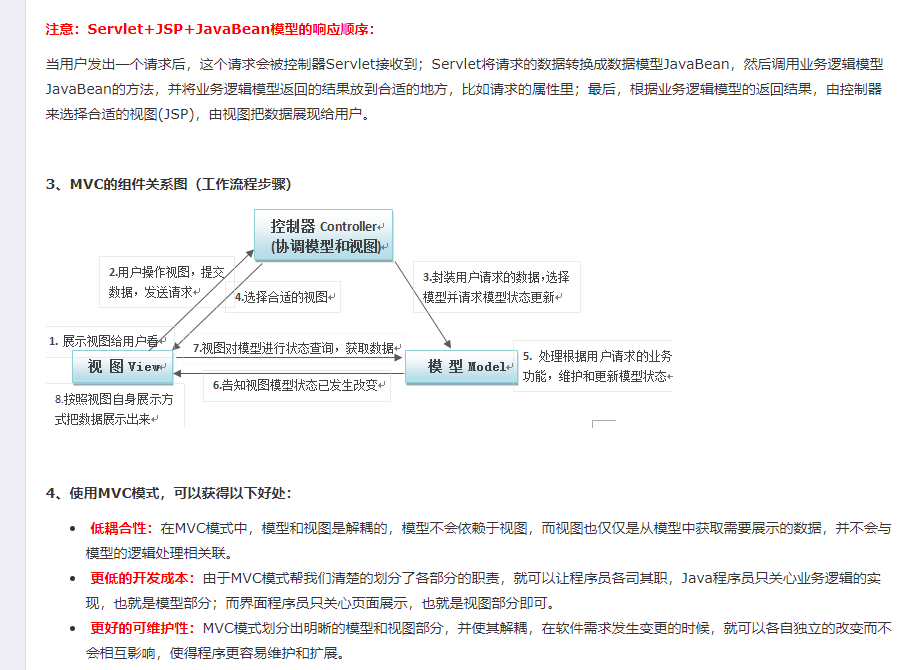 注意：Servlet+JSP+JavaBean模型的响应顺序：
当用户发出一个请求后，这个请求会被控制器Servlet接收到；Servlet将请求的数据转换成数据模型JavaBean，然后调用业务逻辑模型
JavaBean的方法，并将业务逻辑模型返回的结果放到合适的地方，比如请求的属性里；最后，根据业务逻辑模型的返回结果，由控制器
来选择合适的视图(JSP)，由视图把数据展现给用户。
3、MVC的组件关系图（工作流程步骤）
控制器 Controller↵
(协调模型和视图)↵
2.用户操作视图，提交
数据，发送请求↵
3.封装用户请求的数据,选择
模型并请求模型状态更新↵
4.选择合适的视图↵
1. 展示视图给用户看↵
视 图 View↵
7.视图对模型进行状态查询，获取数据↵
模 型 Model↵
5. 处理根据用户请求的业务
功能，维护和更新模型状态↵
6.告知视图模型状态已发生改变↵
8.按照视图自身展示方
式把数据展示出来↵
4、使用MVC模式，可以获得以下好处：
• 低耦合性：在MVC模式中，模型和视图是解耦的，模型不会依赖于视图，而视图也仅仅是从模型中获取需要展示的数据，并不会与
模型的逻辑处理相关联。
• 更低的开发成本：由于MVC模式帮我们清楚的划分了各部分的职责，就可以让程序员各司其职，Java程序员只关心业务逻辑的实
现，也就是模型部分；而界面程序员只关心页面展示，也就是视图部分即可。
• 更好的可维护性：MVC模式划分出明晰的模型和视图部分，并使其解耦，在软件需求发生变更的时候，就可以各自独立的改变而不
会相互影响，使得程序更容易维护和扩展。